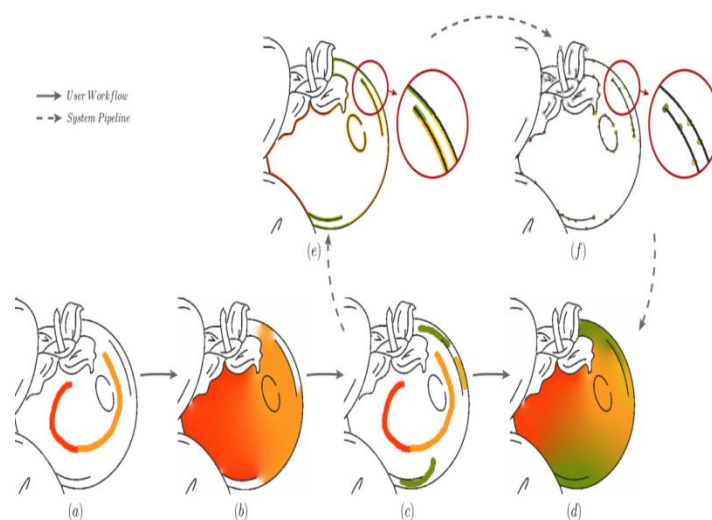 User Workflow
System Pipeline
(e)
(f)
(a)
(b)
(c)
(d)